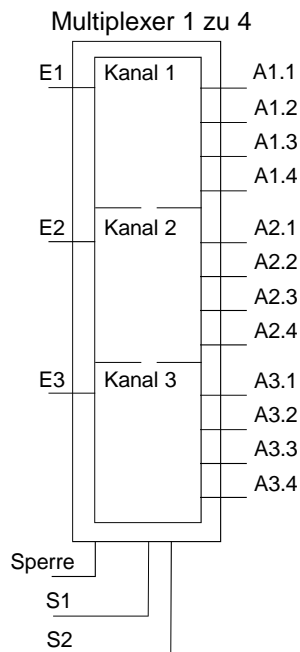 Multiplexer 1 zu 4
E1 Kanal 1 A1.1
A1.2
A1.3
A1.4
E2 Kanal 2 A2.1
A2.2
A2.3
A2.4
E3 Kanal 3 A3.1
A3.2
A3.3
A3.4
Sperre
S1
S2